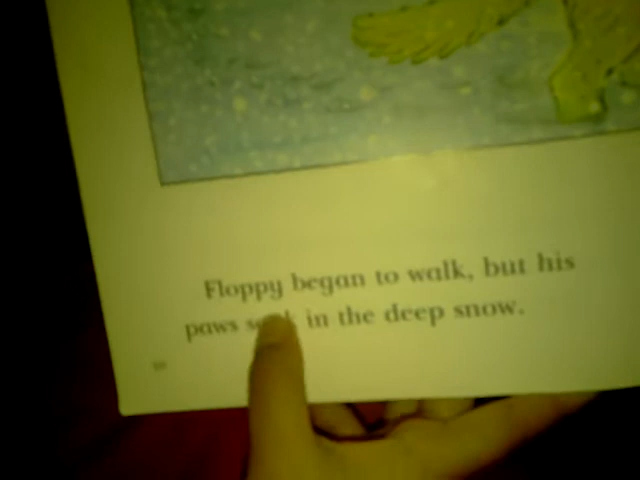 Floppy began to walk, but his
paws in the deep snow.